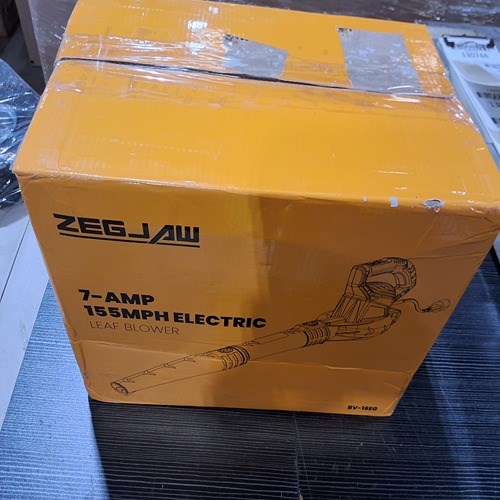 ZEGJAW
7-AMP
155MPH ELECTRIC
LEAF BLOWER